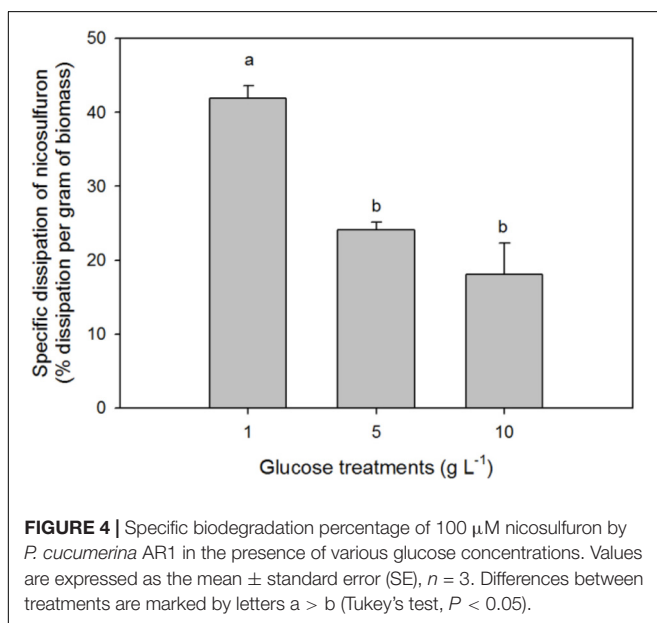 50
40
30
20
10
0
Specific dissipation of nicosulfuron
(% dissipation per gram of biomass)
a
b
b
1 5 10
Glucose treatments (g L⁻¹)
FIGURE 4 | Specific biodegradation percentage of 100 μM nicosulfuron by
P. cucumerina AR1 in the presence of various glucose concentrations. Values
are expressed as the mean ± standard error (SE), n = 3. Differences between
treatments are marked by letters a > b (Tukey's test, P < 0.05).